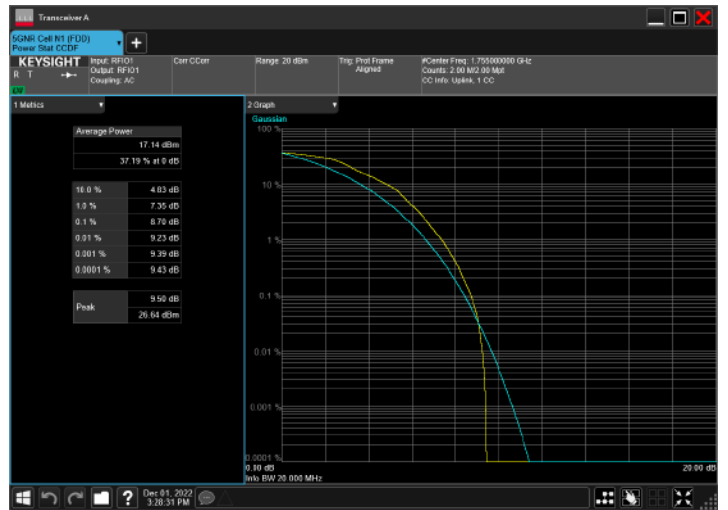 Transceiver A
5GNR Cell N1 (FDD)
Power Stat CCDF
KEYSIGHT
R T
Input: RFIO1
Output: RFIO1
Coupling: AC
Corr CCorr
Range: 20 dBm
Trig: Prot Frame
Aligned
#Center Freq: 1.755000000 GHz
Counts: 2.00 M/2.00 Mpt
CC Info: Uplink, 1 CC
1 Metrics
Average Power
17.14 dBm
37.19 % at 0 dB
10.0 % 4.83 dB
1.0 % 7.35 dB
0.1 % 8.70 dB
0.01 % 9.23 dB
0.001 % 9.39 dB
0.0001 % 9.43 dB
Peak
9.50 dB
26.64 dBm
2 Graph
Gaussian
100 %
10 %
1 %
0.1 %
0.01 %
0.001 %
0.0001 %
0.00 dB
20.00 dB
Info BW 20.000 MHz
Dec 01, 2022
3:28:31 PM